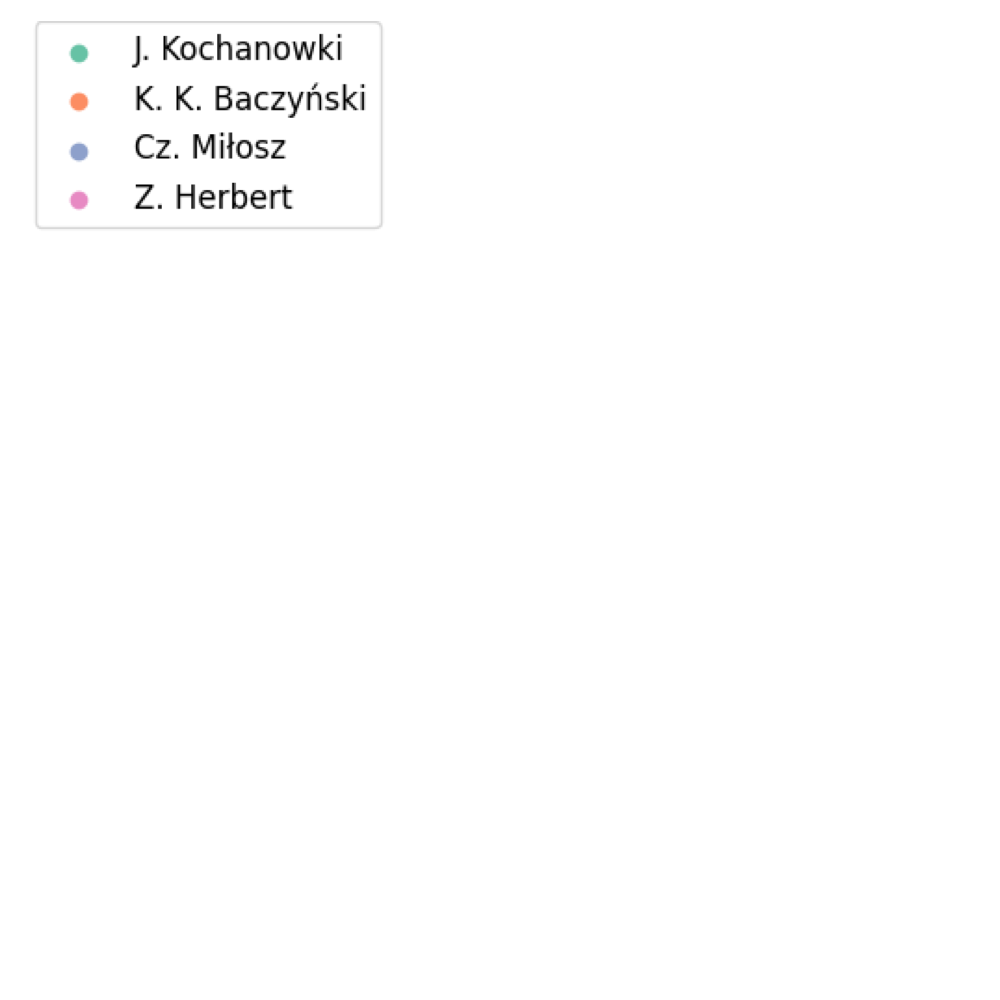 J. Kochanowki
K. K. Baczyński
Cz. Miłosz
Z. Herbert